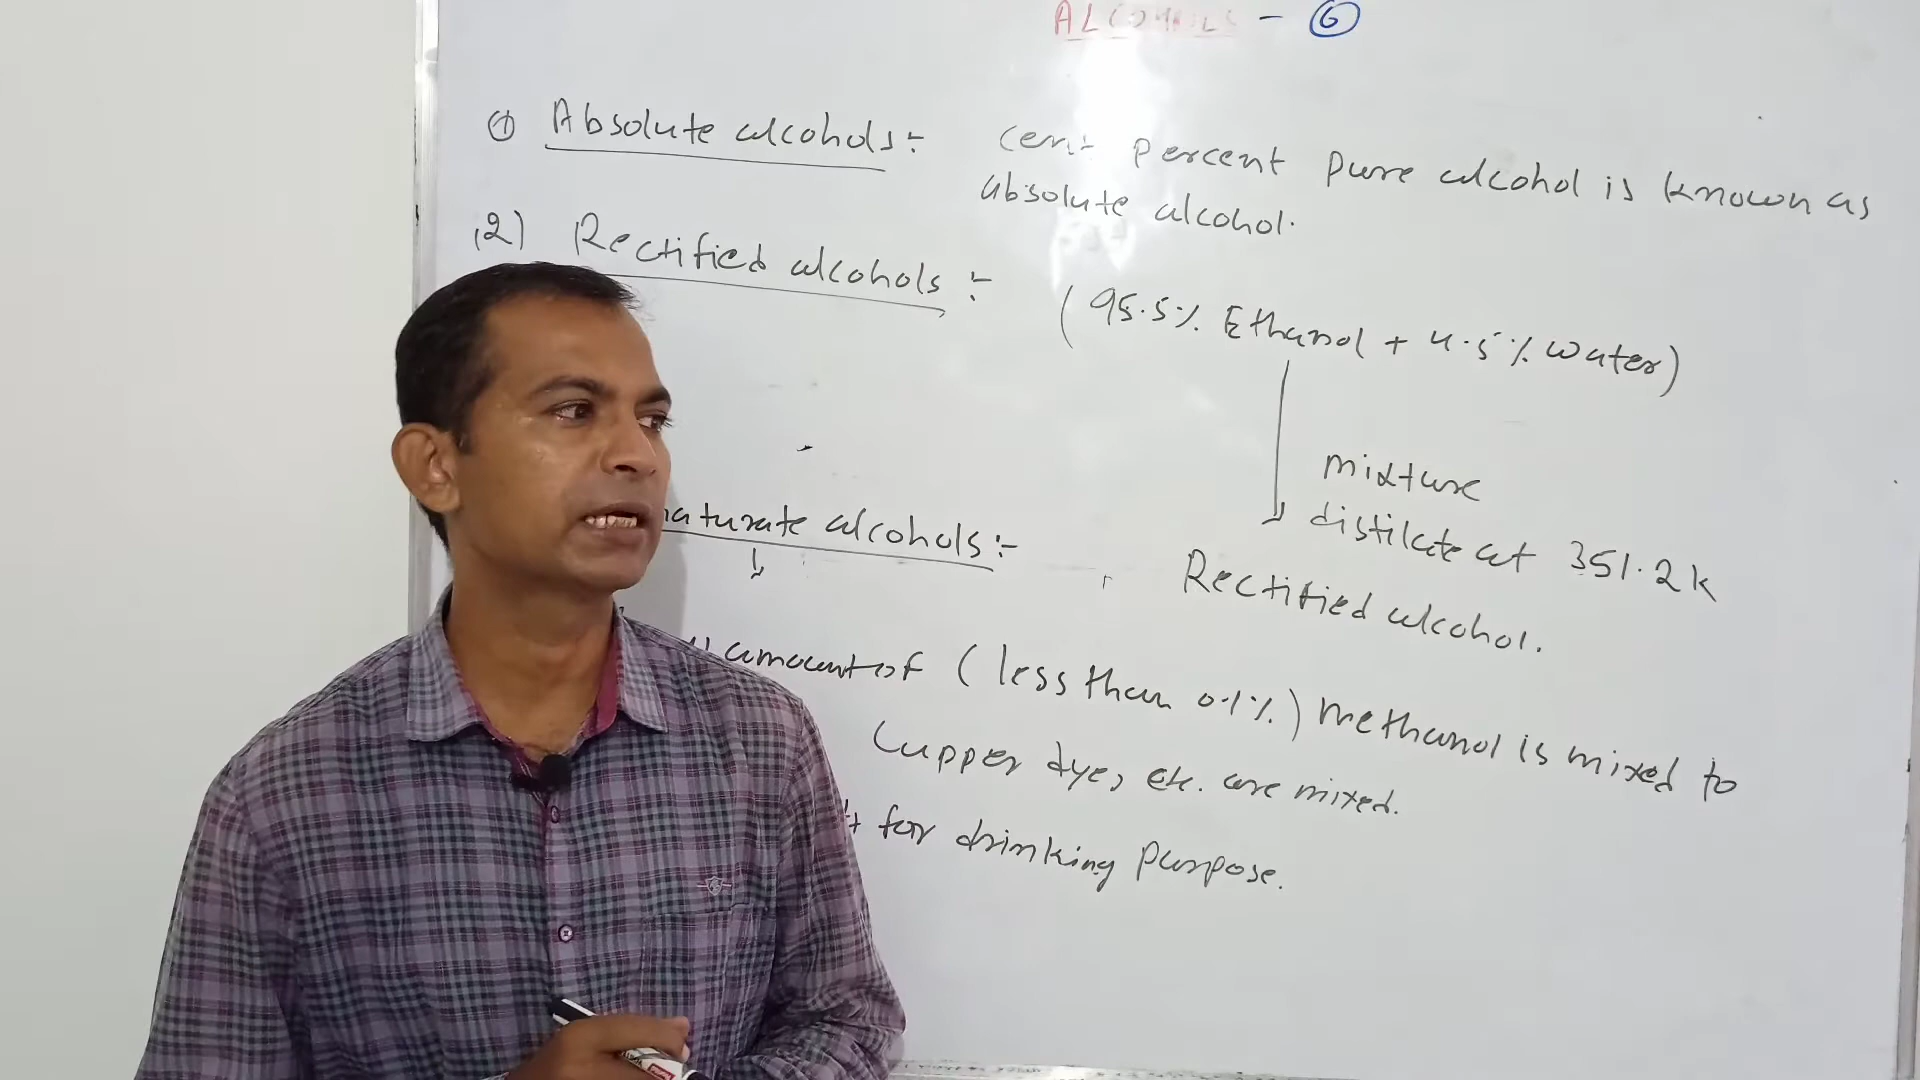 ALCOHOLS - 6
1 Absolute alcohols :- cent percent pure alcohol is known as
absolute alcohol.
(2) Rectified alcohols :- (95.5% Ethanol + 4.5% water)
mixture
distilate at 351.2 K
Rectified alcohol.
naturate alcohols :-
amount of (less than 0.1%) methanol is mixed to
Cupper dye, etc. are mixed.
for drinking purpose.